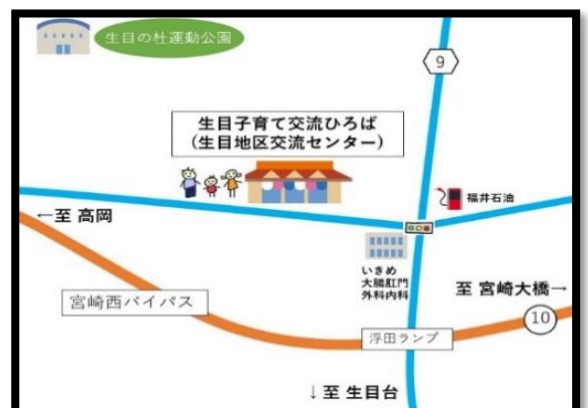 生目の杜運動公園
9
生目子育て交流ひろば
(生目地区交流センター)
福井石油
←至 高岡
いきめ
大腸肛門
外科内科
至 宮崎大橋→
宮崎西バイパス
10
浮田ランプ
↓至 生目台